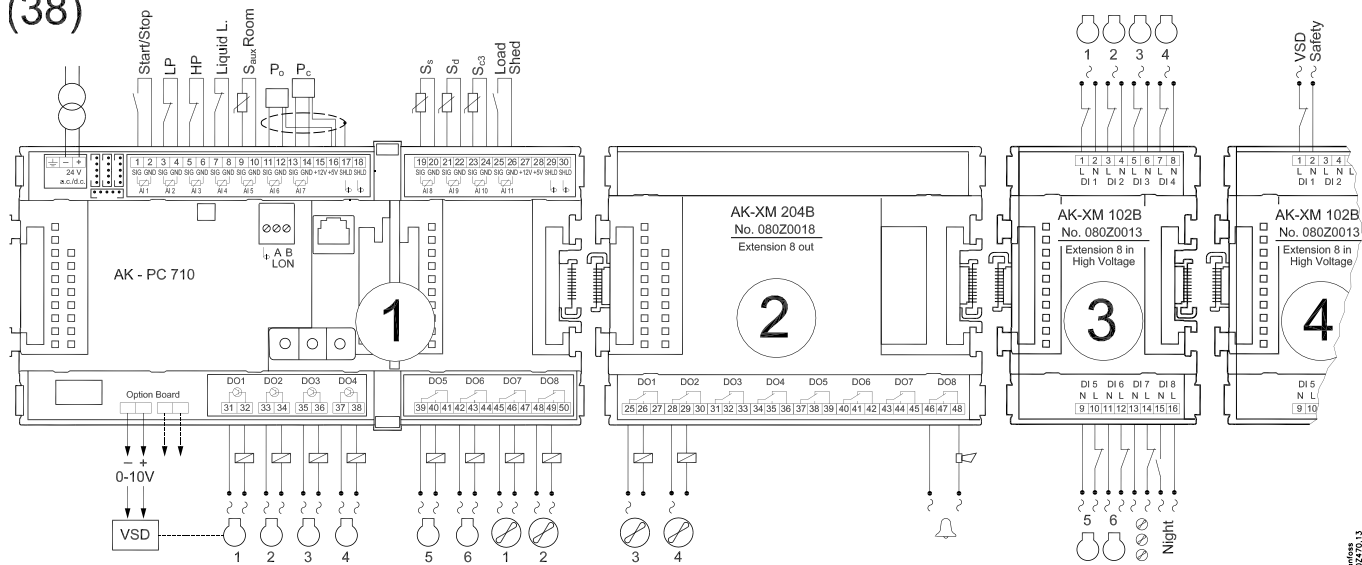 (38)
Start/Stop
LP
HP
Liquid L.
Saux Room
Po Pc
Ss
Sd
Sc3
Load
Shed
1 2 3 4
VSD
Safety
– +
24 V
a.c./d.c.
1 2 3 4 5 6 7 8 9 10 11 12 13 14 15 16 17 18
SIG GND SIG GND SIG GND SIG GND SIG GND SIG GND SIG GND +12V +5V SHLD SHLD
AI 1 AI 2 AI 3 AI 4 AI 5 AI 6 AI 7
19 20 21 22 23 24 25 26 27 28 29 30
SIG GND SIG GND SIG GND SIG GND +12V +5V SHLD SHLD
AI 8 AI 9 AI 10 AI 11
1 2 3 4 5 6 7 8
L N L N L N L N
DI 1 DI 2 DI 3 DI 4
1 2 3 4
L N L N
DI 1 DI 2
AK - PC 710
A B
LON
1
AK-XM 204B
No. 080Z0018
Extension 8 out
2
AK-XM 102B
No. 080Z0013
Extension 8 in
High Voltage
3
AK-XM 102B
No. 080Z0013
Extension 8 in
High Voltage
4
Option Board
DO1 DO2 DO3 DO4
31 32 33 34 35 36 37 38
DO5 DO6 DO7 DO8
39 40 41 42 43 44 45 46 47 48 49 50
DO1 DO2 DO3 DO4 DO5 DO6 DO7 DO8
25 26 27 28 29 30 31 32 33 34 35 36 37 38 39 40 41 42 43 44 45 46 47 48
DI 5 DI 6 DI 7 DI 8
N L N L N L N L
9 10 11 12 13 14 15 16
DI 5
N L
9 10
– +
0-10V
VSD
1 2 3 4
5 6 1 2
3 4
5 6
Night